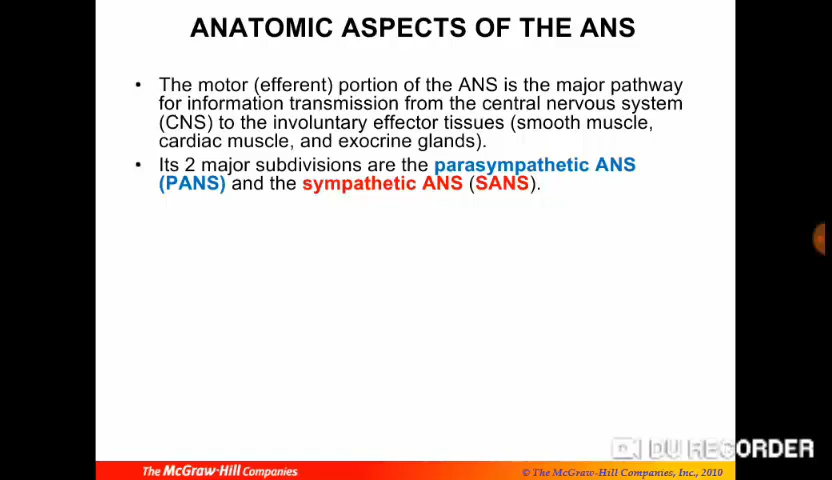 ANATOMIC ASPECTS OF THE ANS
• The motor (efferent) portion of the ANS is the major pathway
for information transmission from the central nervous system
(CNS) to the involuntary effector tissues (smooth muscle,
cardiac muscle, and exocrine glands).
• Its 2 major subdivisions are the parasympathetic ANS
(PANS) and the sympathetic ANS (SANS).
DU RECORDER
The McGraw-Hill Companies
© The McGraw-Hill Companies, Inc., 2010